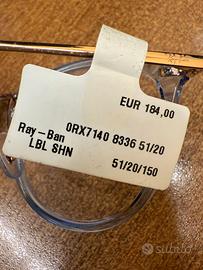 EUR 184,00
Ray-Ban 0RX7140 8336 51/20
LBL SHN 51/20/150
subito